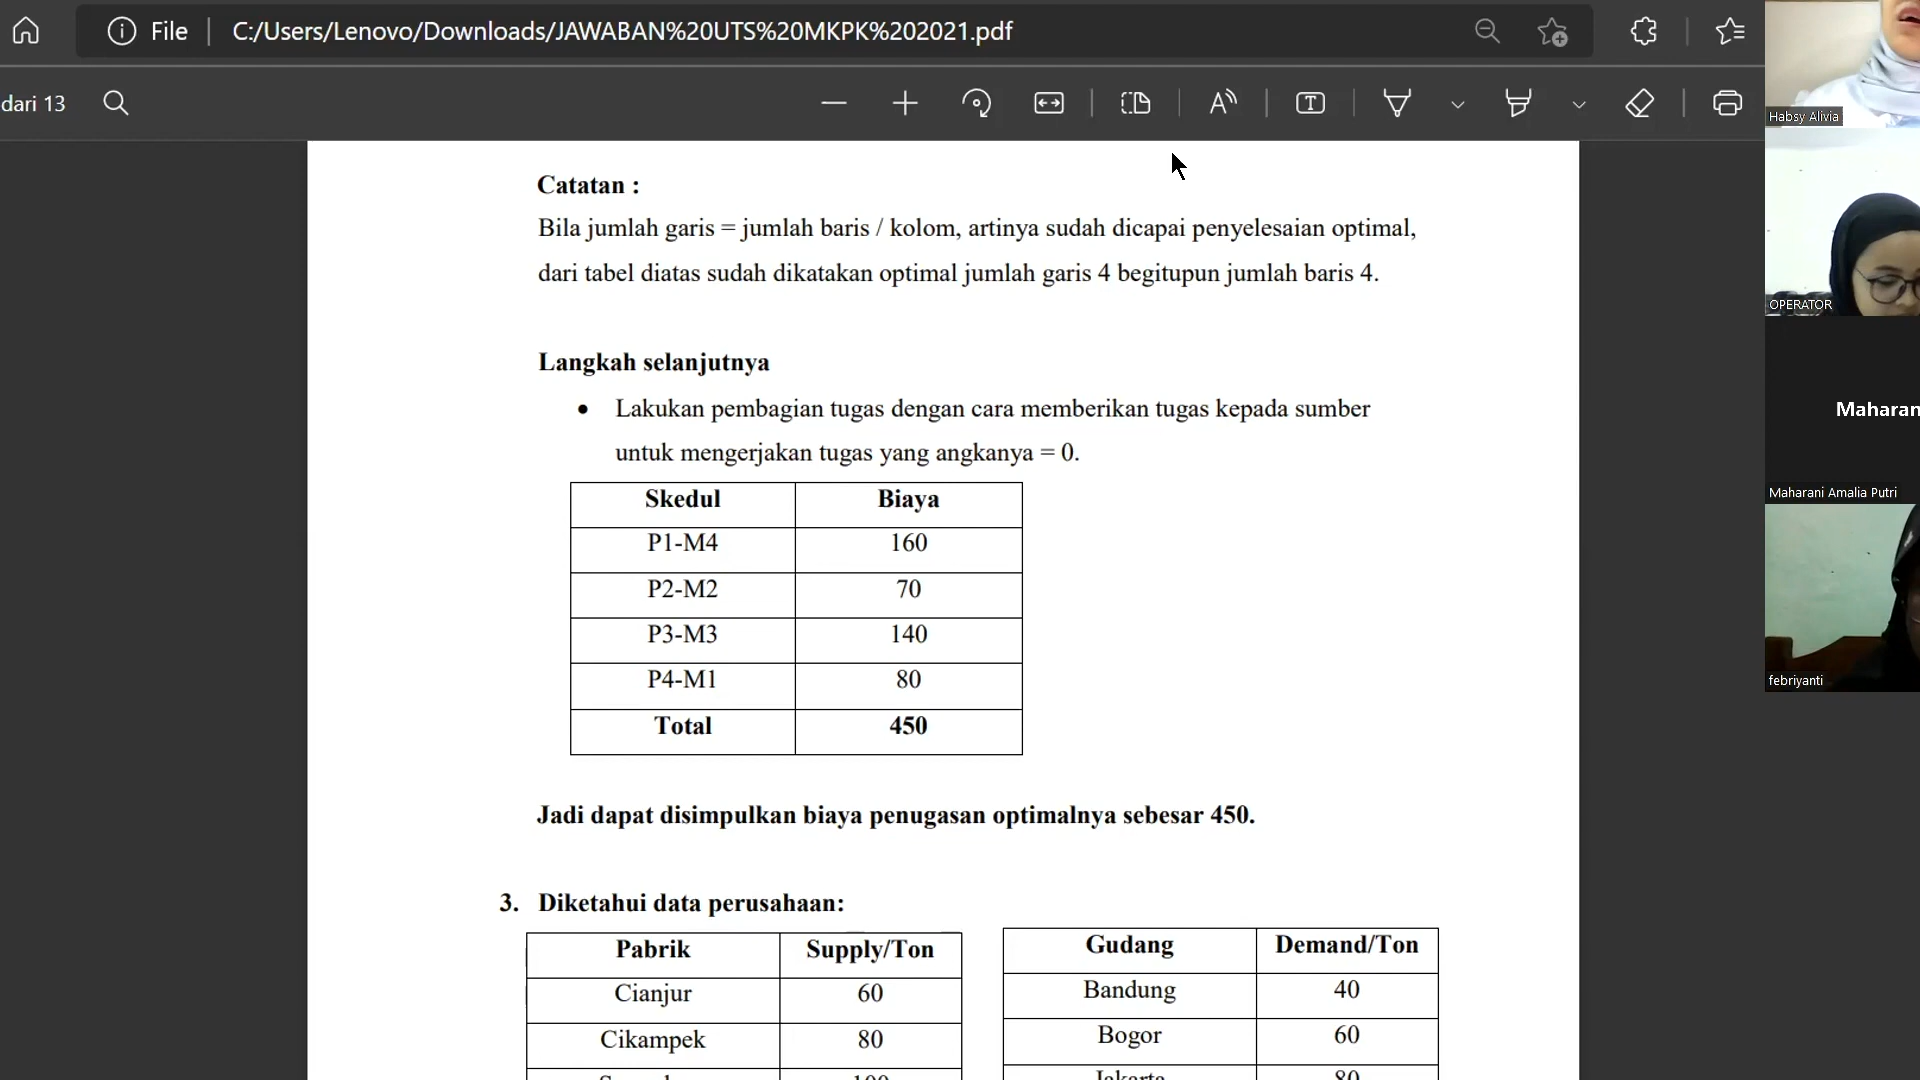 File
C:/Users/Lenovo/Downloads/JAWABAN%20UTS%20MKPK%202021.pdf
dari 13
Catatan :
Bila jumlah garis = jumlah baris / kolom, artinya sudah dicapai penyelesaian optimal,
dari tabel diatas sudah dikatakan optimal jumlah garis 4 begitupun jumlah baris 4.
Langkah selanjutnya
• Lakukan pembagian tugas dengan cara memberikan tugas kepada sumber
untuk mengerjakan tugas yang angkanya = 0.
Skedul Biaya
P1-M4 160
P2-M2 70
P3-M3 140
P4-M1 80
Total 450
Jadi dapat disimpulkan biaya penugasan optimalnya sebesar 450.
3. Diketahui data perusahaan:
Pabrik Supply/Ton
Cianjur 60
Cikampek 80
100
Gudang Demand/Ton
Bandung 40
Bogor 60
Jakarta 80
Habsy Alivia
OPERATOR
Maharan
Maharani Amalia Putri
febriyanti